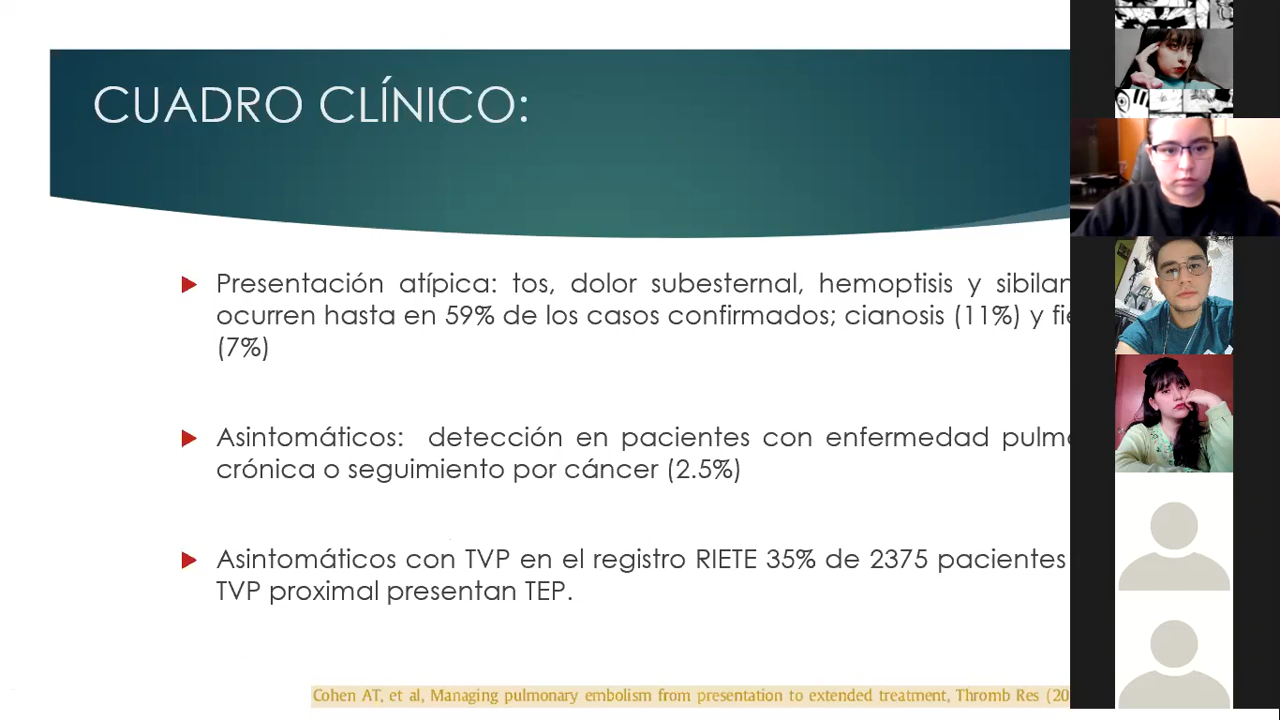 CUADRO CLÍNICO:
Presentación atípica: tos, dolor subesternal, hemoptisis y sibilan
ocurren hasta en 59% de los casos confirmados; cianosis (11%) y fie
(7%)
Asintomáticos: detección en pacientes con enfermedad pulmo
crónica o seguimiento por cáncer (2.5%)
Asintomáticos con TVP en el registro RIETE 35% de 2375 pacientes
TVP proximal presentan TEP.
Cohen AT, et al, Managing pulmonary embolism from presentation to extended treatment, Thromb Res (20